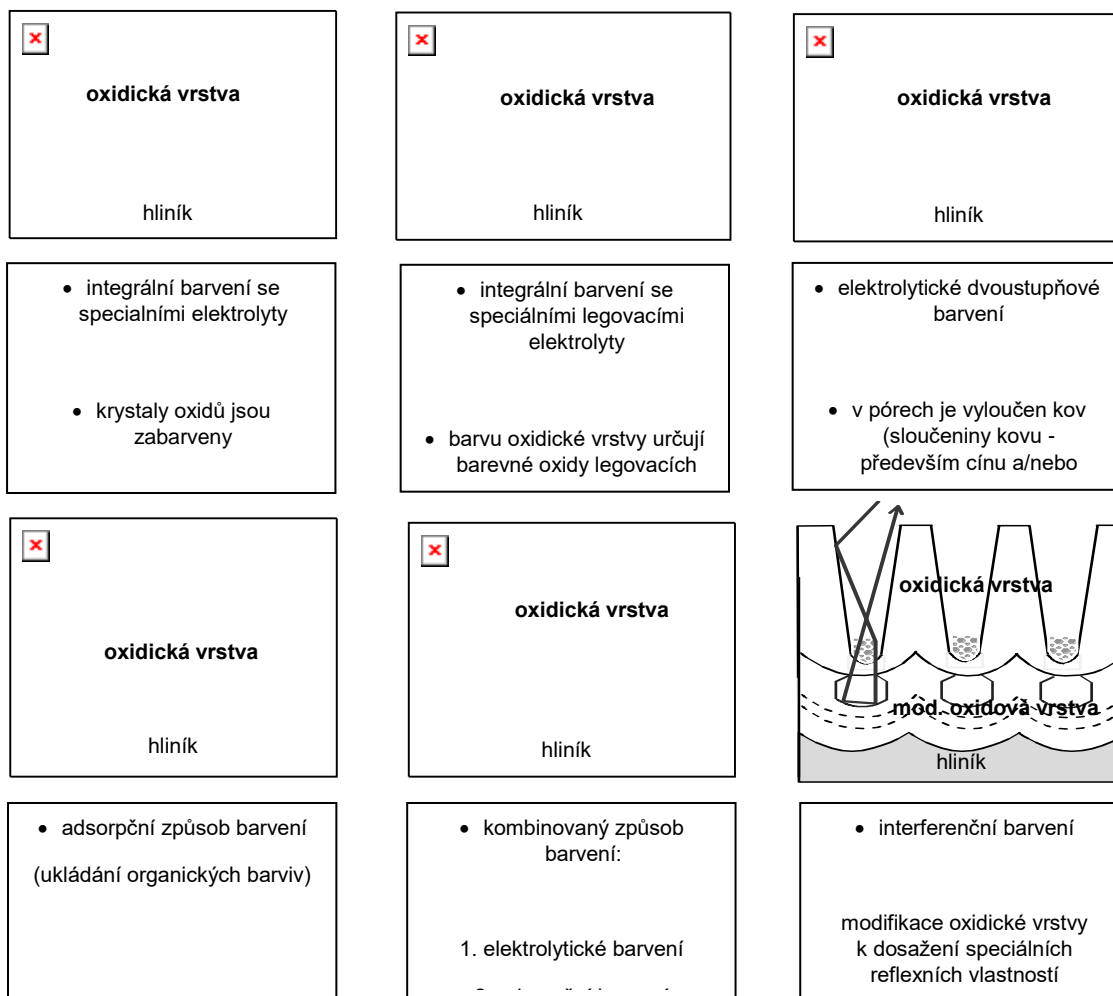 oxidická vrstva
hliník
oxidická vrstva
hliník
oxidická vrstva
hliník
• integrální barvení se
specialními elektrolyty
• krystaly oxidů jsou
zabarveny
• integrální barvení se
speciálními legovacími
elektrolyty
• barvu oxidické vrstvy určují
barevné oxidy legovacích
• elektrolytické dvoustupňové
barvení
• v pórech je vyloučen kov
(sloučeniny kovu -
především cínu a/nebo
oxidická vrstva
hliník
oxidická vrstva
hliník
oxidická vrstva
mod. oxidová vrstva
hliník
• adsorpční způsob barvení
(ukládání organických barviv)
• kombinovaný způsob
barvení:
1. elektrolytické barvení
• interferenční barvení
modifikace oxidické vrstvy
k dosažení speciálních
reflexních vlastností